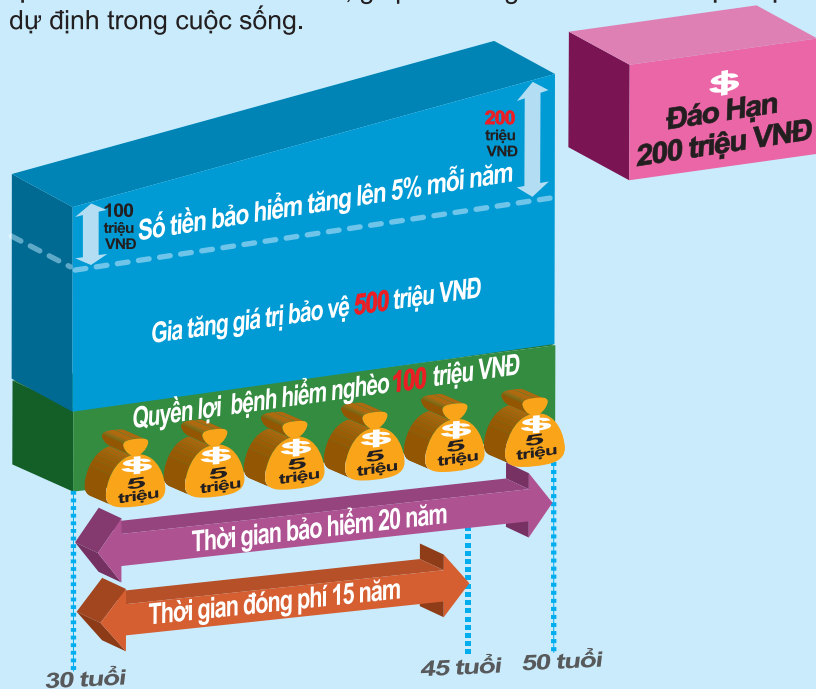 dự định trong cuộc sống.
$
Đáo Hạn
200 triệu VNĐ
200
triệu
VNĐ
100
triệu
VNĐ
Số tiền bảo hiểm tăng lên 5% mỗi năm
Gia tăng giá trị bảo vệ 500 triệu VNĐ
Quyền lợi bệnh hiểm nghèo 100 triệu VNĐ
$
5
triệu
$
5
triệu
$
5
triệu
$
5
triệu
$
5
triệu
$
5
triệu
Thời gian bảo hiểm 20 năm
Thời gian đóng phí 15 năm
30 tuổi
45 tuổi
50 tuổi